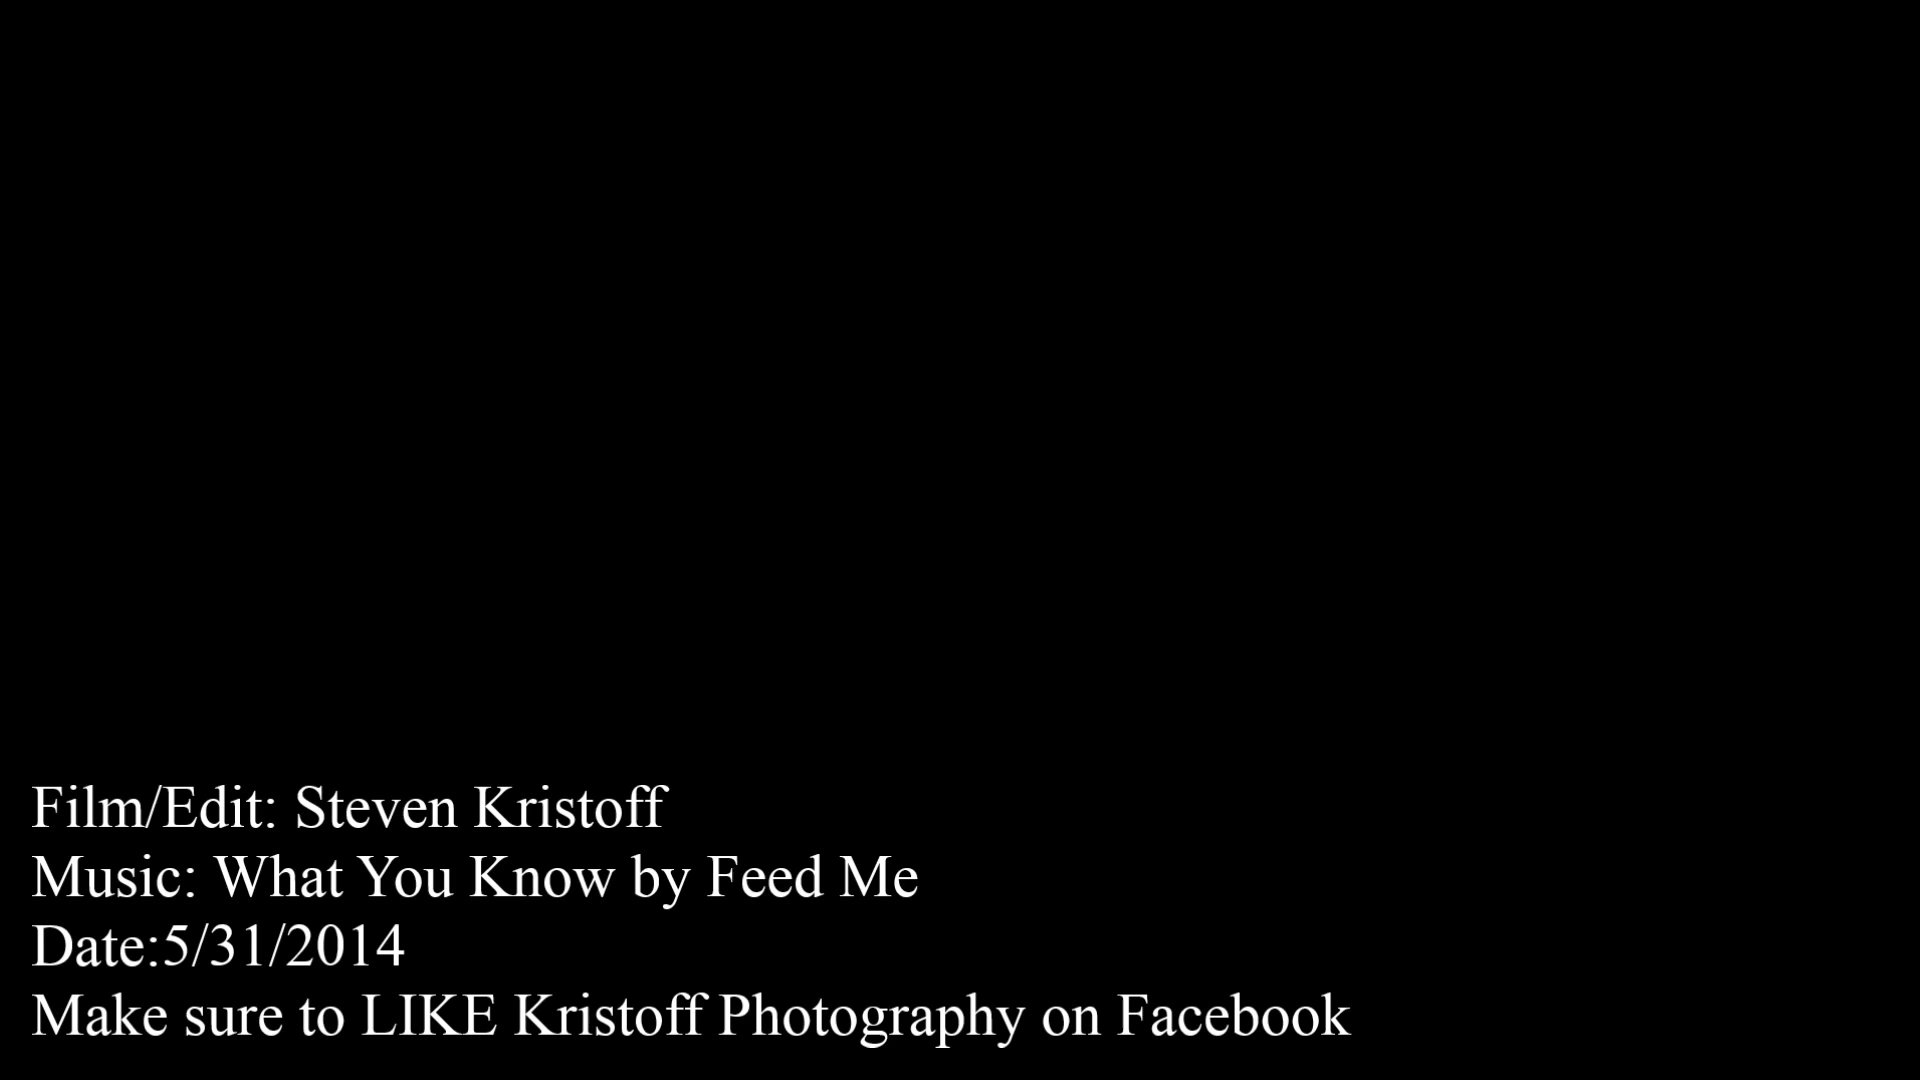 Film/Edit: Steven Kristoff
Music: What You Know by Feed Me
Date:5/31/2014
Make sure to LIKE Kristoff Photography on Facebook